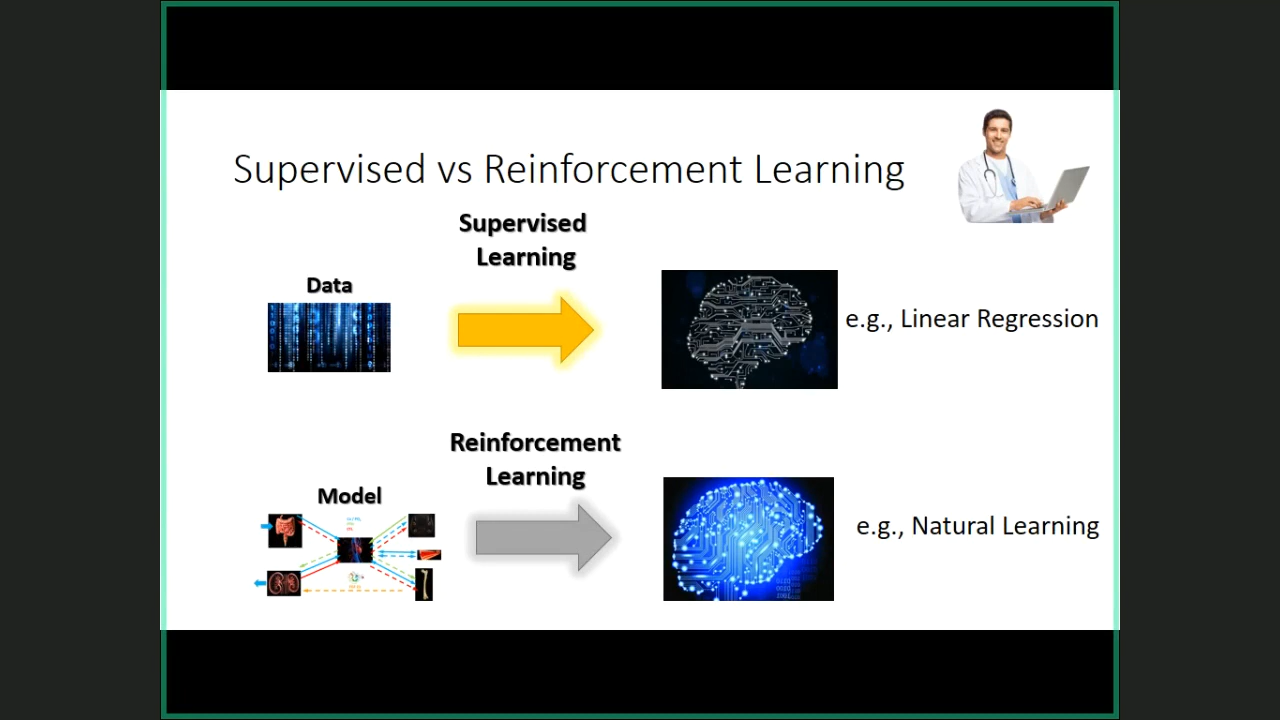 Supervised vs Reinforcement Learning
Supervised
Learning
Data
e.g., Linear Regression
Reinforcement
Learning
Model
e.g., Natural Learning